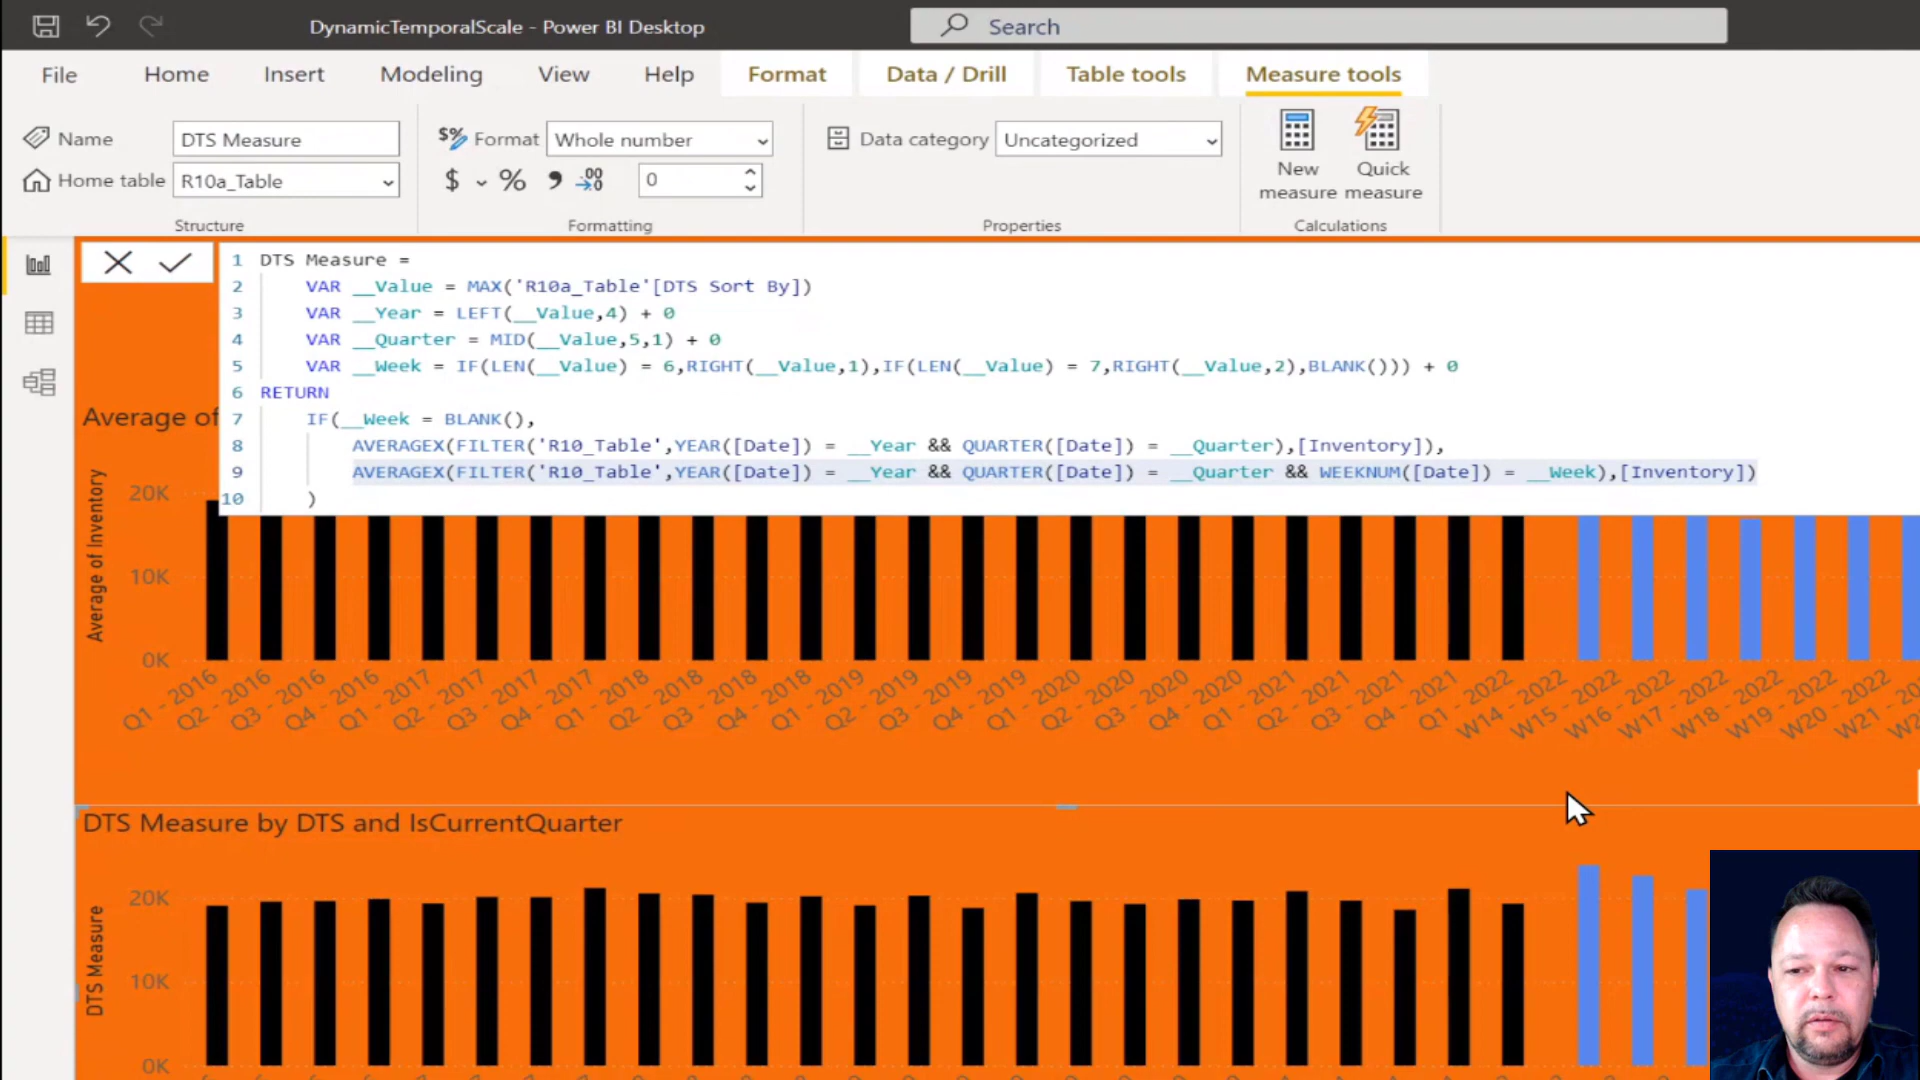 DynamicTemporalScale - Power BI Desktop
Search
File Home Insert Modeling View Help Format Data / Drill Table tools Measure tools
Name DTS Measure
Home table R10a_Table
Structure
$% Format Whole number
$ % 9 .00 →0 0
Formatting
Data category Uncategorized
Properties
New measure
Quick measure
Calculations
1 DTS Measure =
2 VAR __Value = MAX('R10a_Table'[DTS Sort By])
3 VAR __Year = LEFT(__Value,4) + 0
4 VAR __Quarter = MID(__Value,5,1) + 0
5 VAR __Week = IF(LEN(__Value) = 6,RIGHT(__Value,1),IF(LEN(__Value) = 7,RIGHT(__Value,2),BLANK())) + 0
6 RETURN
7 IF(__Week = BLANK(),
8 AVERAGEX(FILTER('R10_Table',YEAR([Date]) = __Year && QUARTER([Date]) = __Quarter),[Inventory]),
9 AVERAGEX(FILTER('R10_Table',YEAR([Date]) = __Year && QUARTER([Date]) = __Quarter && WEEKNUM([Date]) = __Week),[Inventory])
10 )
Average of
Average of Inventory
20K
10K
0K
Q1 - 2016 Q2 - 2016 Q3 - 2016 Q4 - 2016 Q1 - 2017 Q2 - 2017 Q3 - 2017 Q4 - 2017 Q1 - 2018 Q2 - 2018 Q3 - 2018 Q4 - 2018 Q1 - 2019 Q2 - 2019 Q3 - 2019 Q4 - 2019 Q1 - 2020 Q2 - 2020 Q3 - 2020 Q4 - 2020 Q1 - 2021 Q2 - 2021 Q3 - 2021 Q4 - 2021 Q1 - 2022 W14 - 2022 W15 - 2022 W16 - 2022 W17 - 2022 W18 - 2022 W19 - 2022 W20 - 2022 W21 - 20
DTS Measure by DTS and IsCurrentQuarter
DTS Measure
20K
10K
0K